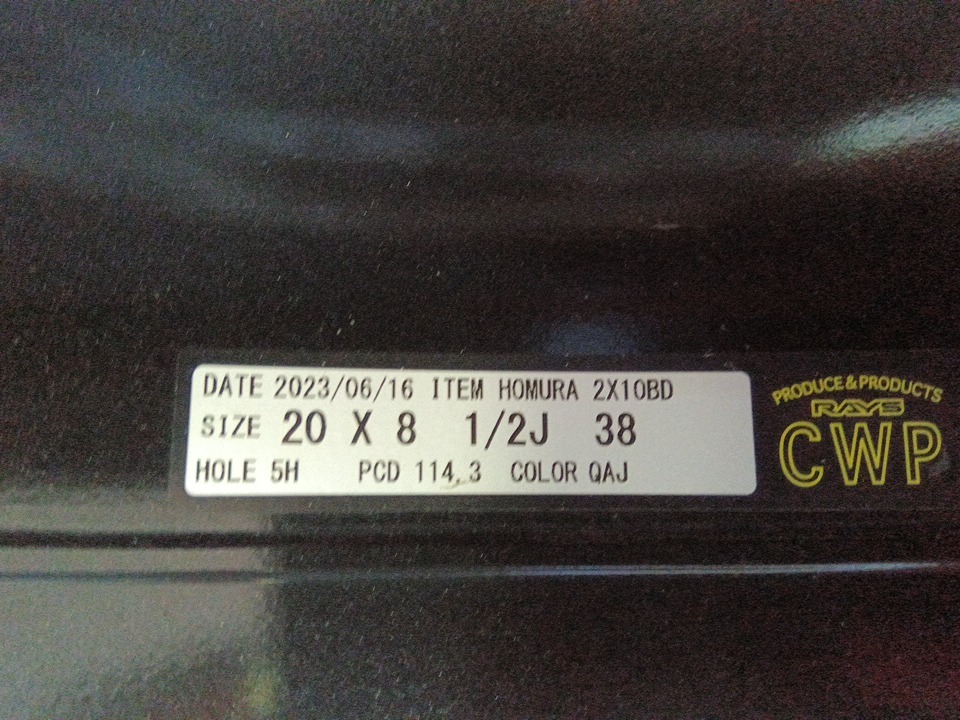 DATE 2023/06/16 ITEM HOMURA 2X10BD
SIZE 20 X 8 1/2J 38
HOLE 5H PCD 114.3 COLOR QAJ
PRODUCE & PRODUCTS
RAYS
CWP